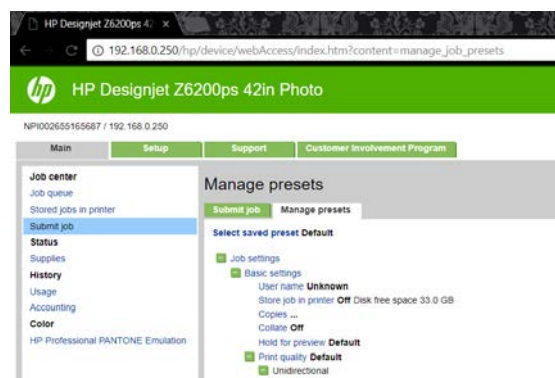 HP Designjet Z6200ps 42
192.168.0.250/hp/device/webAccess/index.htm?content=manage_job_presets
hp HP Designjet Z6200ps 42in Photo
NPI002655165687 / 192.168.0.250
Main Setup Support Customer Involvement Program
Job center
Job queue
Stored jobs in printer
Submit job
Status
Supplies
History
Usage
Accounting
Color
HP Professional PANTONE Emulation
Manage presets
Submit job Manage presets
Select saved preset Default
Job settings
Basic settings
User name Unknown
Store job in printer Off Disk free space 33.0 GB
Copies ...
Collate Off
Hold for preview Default
Print quality Default
Unidirectional